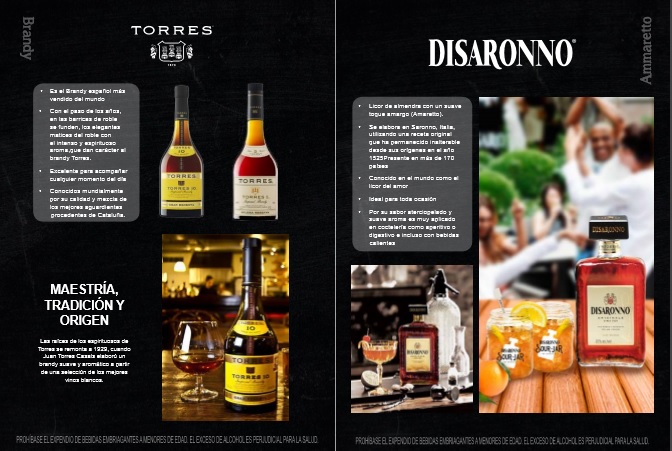 Brandy
TORRES
1870
Es el Brandy español más
vendido del mundo
Con el paso de los años,
en las barricas de roble
se funden, los elegantes
matices del roble con
el intenso y espirituoso
aroma,que dan carácter al
brandy Torres.
Excelente para acompañar
cualquier momento del día
Conocidos mundialmente
por su calidad y mezcla de
los mejores aguardientes
procedentes de Cataluña.
TORRES
10
TORRES
5
MAESTRÍA,
TRADICIÓN Y
ORIGEN
Las raíces de los espirituosos de
Torres se remonta a 1928, cuando
Juan Torres Casals elaboró un
brandy suave y aromático a partir
de una selección de los mejores
vinos blancos.
TORRES
10
TORRES 10
PROHÍBASE EL EXPENDIO DE BEBIDAS EMBRIAGANTES A MENORES DE EDAD. EL EXCESO DE ALCOHOL ES PERJUDICIAL PARA LA SALUD.
Ammaretto
DISARONNO®
Licor de almendra con un suave
togue amargo (Amaretto).
Se elabora en Saronno, Italia,
utilizando una receta original
que ha permanecido inalterable
desde sus orígenes en el año
1525Presente en más de 170
países
Conocido en el mundo como el
licor del amor
Ideal para toda ocasión
Por su sabor aterciogelado y
suave aroma es muy aplicado
en coctelería como aperitivo o
digestivo e incluso con bebidas
calientes
DISARONNO
DISARONNO
DISARONNO
ORIGINALE
SOUR JAR
SOUR JAR
PROHÍBASE EL EXPENDIO DE BEBIDAS EMBRIAGANTES A MENORES DE EDAD. EL EXCESO DE ALCOHOL ES PERJUDICIAL PARA LA SALUD.